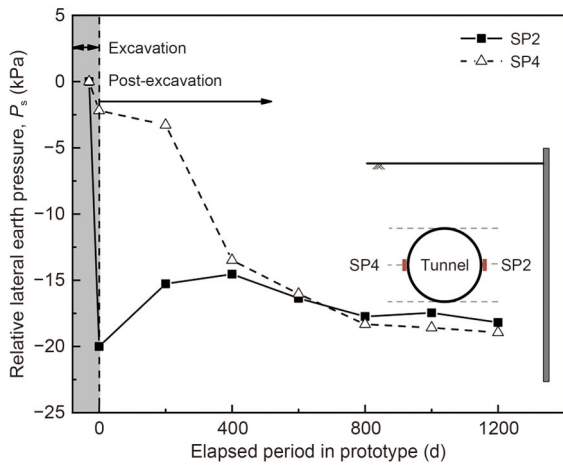 Relative lateral earth pressure, Ps (kPa)
5
0
−5
−10
−15
−20
−25
Excavation
Post-excavation
SP2
SP4
SP4
Tunnel
SP2
0
400
800
1200
Elapsed period in prototype (d)